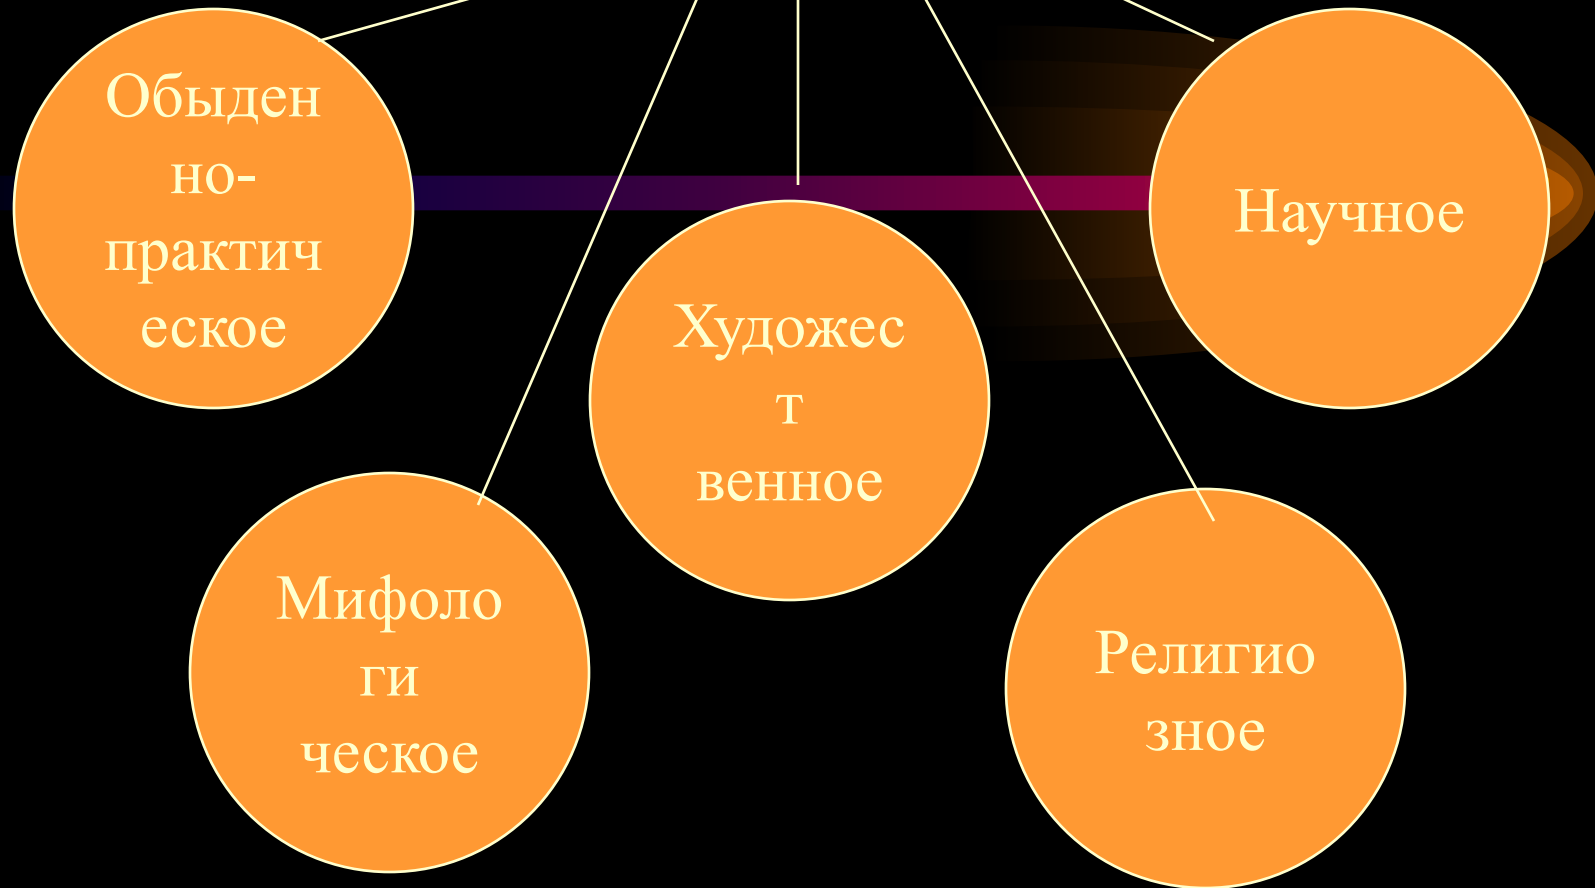 Обыден
но-
практич
еское
Мифоло
ги
ческое
Художес
т
венное
Религио
зное
Научное